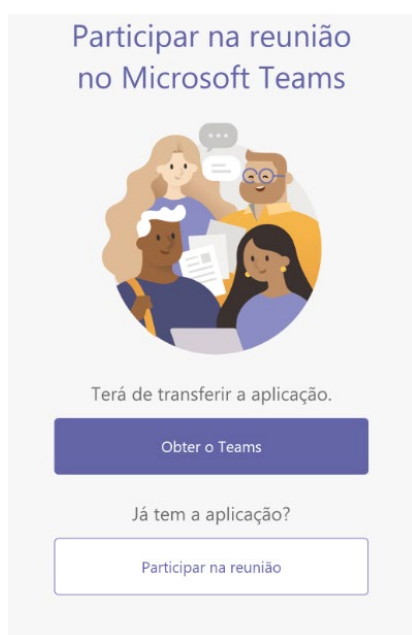 Participar na reunião
no Microsoft Teams
Terá de transferir a aplicação.
Obter o Teams
Já tem a aplicação?
Participar na reunião